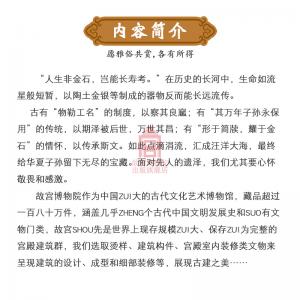 内容简介
愿雅俗共赏,各有所得
“人生非金石，岂能长寿考。”在历史的长河中，生命如流
星般短暂，以陶土金银等制成的器物反而能长远流传。
古有“物勒工名”的制度，以察其良窳；有“其万年子孙永保
用”的传统，以期泽被后世，万世其昌；有“形于简牍，耀于金
石”的情怀，以传承斯文。如此点滴涓流，汇成汪洋大海，最终
给华夏子孙留下无尽的宝藏。面对先人的遗泽，我们尤其要心怀
敬畏和感激。
故宫博物院作为中国ZUI大的古代文化艺术博物馆，藏品超过
一百八十万件，涵盖几乎ZHENG个古代中国文明发展史和SUO有文
物门类，故宫SHOU先是世界上现存规模ZUI大、保存ZUI为完整的
宫殿建筑群，我们选取烫样、建筑构件、宫殿室内装修类文物来
呈现建筑的设计、成型和细部装修等，展现古建之美⋯⋯